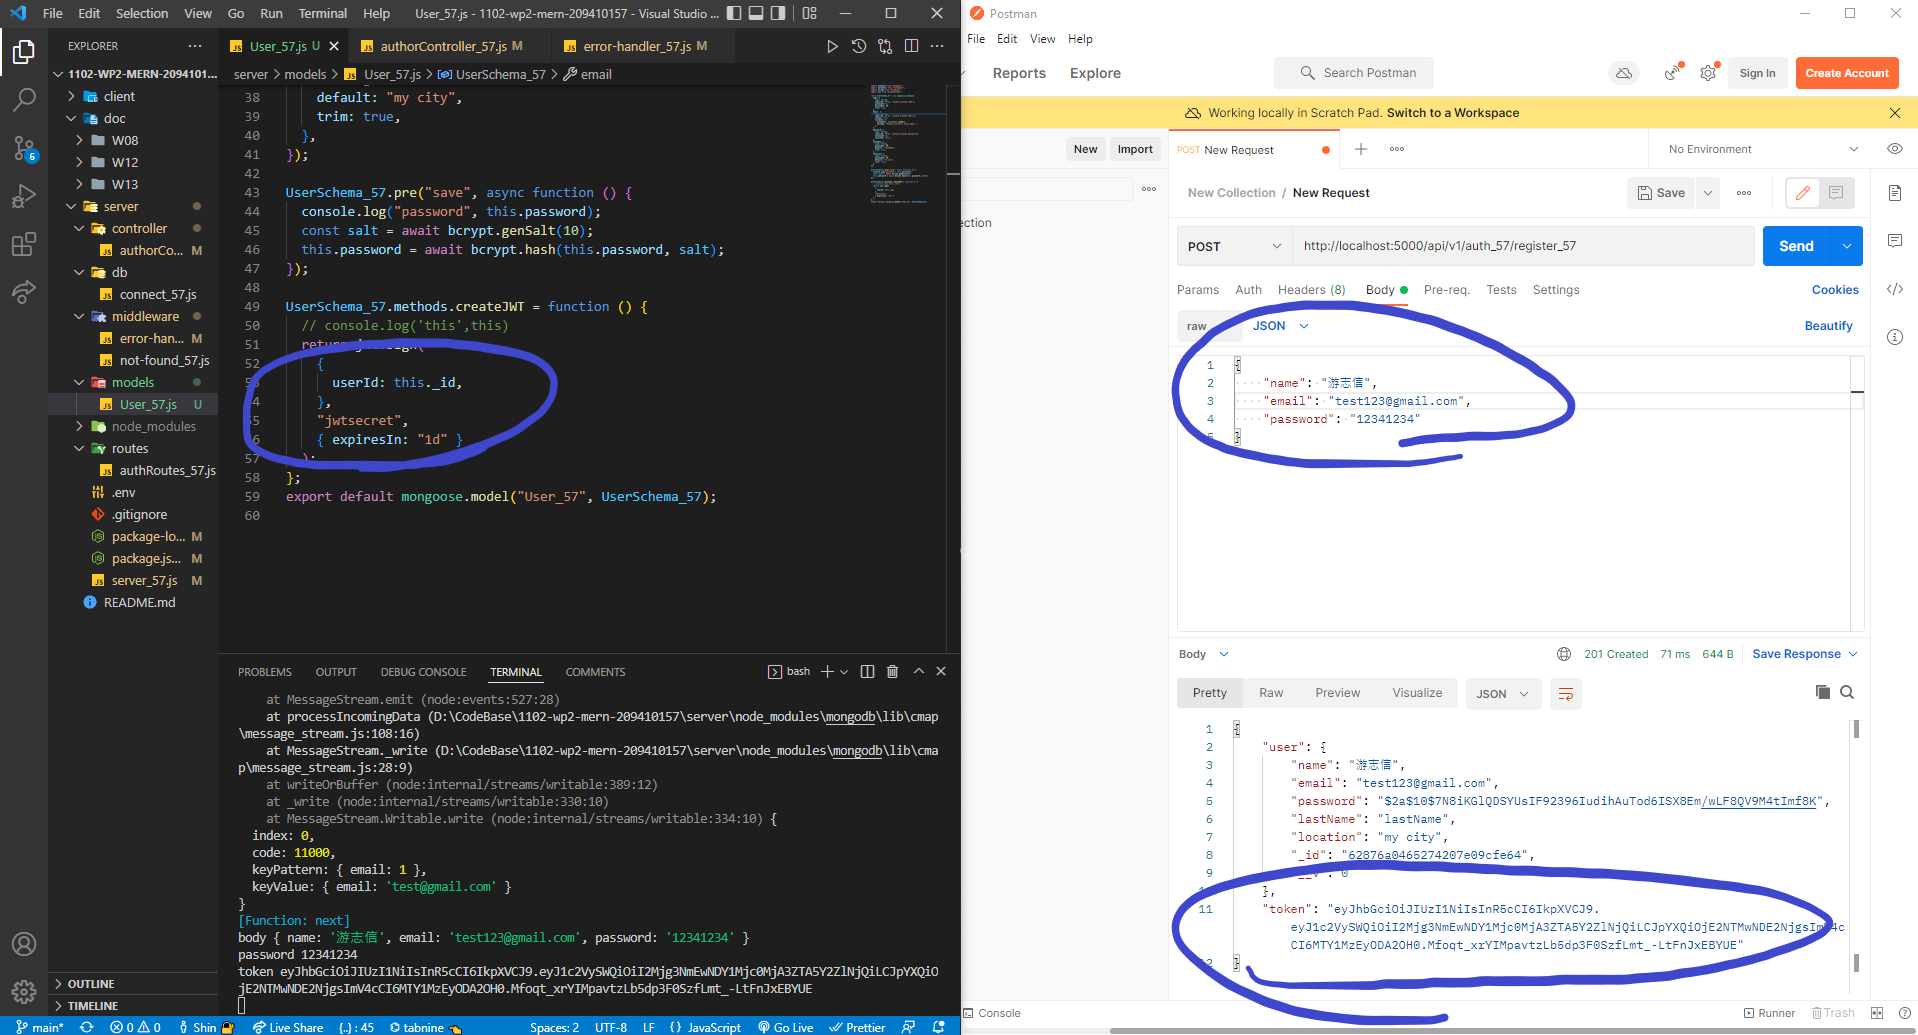 File Edit Selection View Go Run Terminal Help User_57.js - 1102-wp2-mern-209410157 - Visual Studio ...
EXPLORER
1102-WP2-MERN-2094101...
client
doc
W08
W12
W13
server
controller
authorCo... M
db
connect_57.js
middleware
error-han... M
not-found_57.js
models
User_57.js U
node_modules
routes
authRoutes_57.js
.env
.gitignore
package-lo... M
package.js... M
server_57.js M
README.md
OUTLINE
TIMELINE
6
User_57.js U
authorController_57.js M
error-handler_57.js M
server > models > User_57.js > UserSchema_57 > email
38 default: "my city",
39 trim: true,
40 },
41 });
42
43 UserSchema_57.pre("save", async function () {
44 console.log("password", this.password);
45 const salt = await bcrypt.genSalt(10);
46 this.password = await bcrypt.hash(this.password, salt);
47 });
48
49 UserSchema_57.methods.createJWT = function () {
50 // console.log('this',this)
51
52 {
userId: this._id,
},
"jwtsecret",
{ expiresIn: "1d" }
57 );
58 };
59 export default mongoose.model("User_57", UserSchema_57);
60
PROBLEMS OUTPUT DEBUG CONSOLE TERMINAL COMMENTS bash
at MessageStream.emit (node:events:527:28)
at processIncomingData (D:\CodeBase\1102-wp2-mern-209410157\server\node_modules\mongodb\lib\cmap
\message_stream.js:108:16)
at MessageStream._write (D:\CodeBase\1102-wp2-mern-209410157\server\node_modules\mongodb\lib\cma
p\message_stream.js:28:9)
at writeOrBuffer (node:internal/streams/writable:389:12)
at _write (node:internal/streams/writable:330:10)
at MessageStream.Writable.write (node:internal/streams/writable:334:10) {
index: 0,
code: 11000,
keyPattern: { email: 1 },
keyValue: { email: 'test@gmail.com' }
}
[Function: next]
body { name: '游志信', email: 'test123@gmail.com', password: '12341234' }
password 12341234
token eyJhbGciOiJIUzI1NiIsInR5cCI6IkpXVCJ9.eyJ1c2VySWQiOiI2Mjg3NmEwNDY1Mjc0MjA3ZTA5Y2ZlNjQiLCJpYXQiO
jE2NTMwNDE2NjgsImV4cCI6MTY1MzEyODA2OH0.Mfoqt_xrYIMpavtzLb5dp3F0SzfLmt_-LtFnJxEBYUE
main* 0 0 Shin Live Share {..} : 45 tabnine Spaces: 2 UTF-8 LF {} JavaScript Go Live Prettier
Postman
File Edit View Help
Reports Explore Search Postman Sign In Create Account
Working locally in Scratch Pad. Switch to a Workspace
New Import POST New Request No Environment
ection
New Collection / New Request Save
POST http://localhost:5000/api/v1/auth_57/register_57 Send
Params Auth Headers (8) Body Pre-req. Tests Settings Cookies
raw JSON Beautify
1 {
2 "name": "游志信",
3 "email": "test123@gmail.com",
4 "password": "12341234"
5 }
Body 201 Created 71 ms 644 B Save Response
Pretty Raw Preview Visualize JSON
1 {
2 "user": {
3 "name": "游志信",
4 "email": "test123@gmail.com",
5 "password": "$2a$10$7N8iKGlQDSYUsIF92396IudihAuTod6ISX8Em/wLF8QV9M4tImf8K",
6 "lastName": "lastName",
7 "location": "my city",
8 "_id": "62876a0465274207e09cfe64",
9 "__v": 0
},
11 "token": "eyJhbGciOiJIUzI1NiIsInR5cCI6IkpXVCJ9.
eyJ1c2VySWQiOiI2Mjg3NmEwNDY1Mjc0MjA3ZTA5Y2ZlNjQiLCJpYXQiOjE2NTMwNDE2NjgsImV4c
CI6MTY1MzEyODA2OH0.Mfoqt_xrYIMpavtzLb5dp3F0SzfLmt_-LtFnJxEBYUE"
12 }
Console Runner Trash